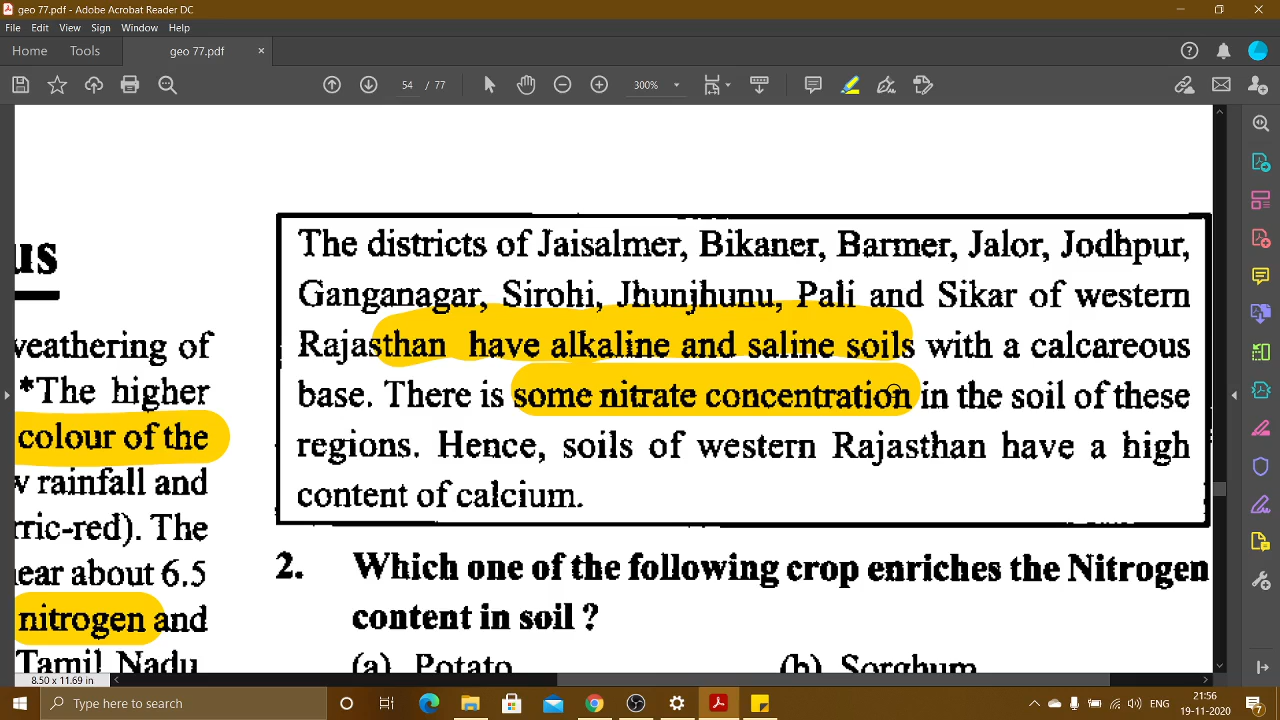 geo 77.pdf - Adobe Acrobat Reader DC
File Edit View Sign Window Help
Home Tools geo 77.pdf ×
54 / 77 300%
us
weathering of
*The higher
colour of the
rainfall and
rric-red). The
near about 6.5
nitrogen and
Tamil Nadu
The districts of Jaisalmer, Bikaner, Barmer, Jalor, Jodhpur,
Ganganagar, Sirohi, Jhunjhunu, Pali and Sikar of western
Rajasthan have alkaline and saline soils with a calcareous
base. There is some nitrate concentration in the soil of these
regions. Hence, soils of western Rajasthan have a high
content of calcium.
2. Which one of the following crop enriches the Nitrogen
content in soil ?
(a) Potato (b) Sorghum
8.50 x 11.69 in
Type here to search
ENG 21:56
19-11-2020 7